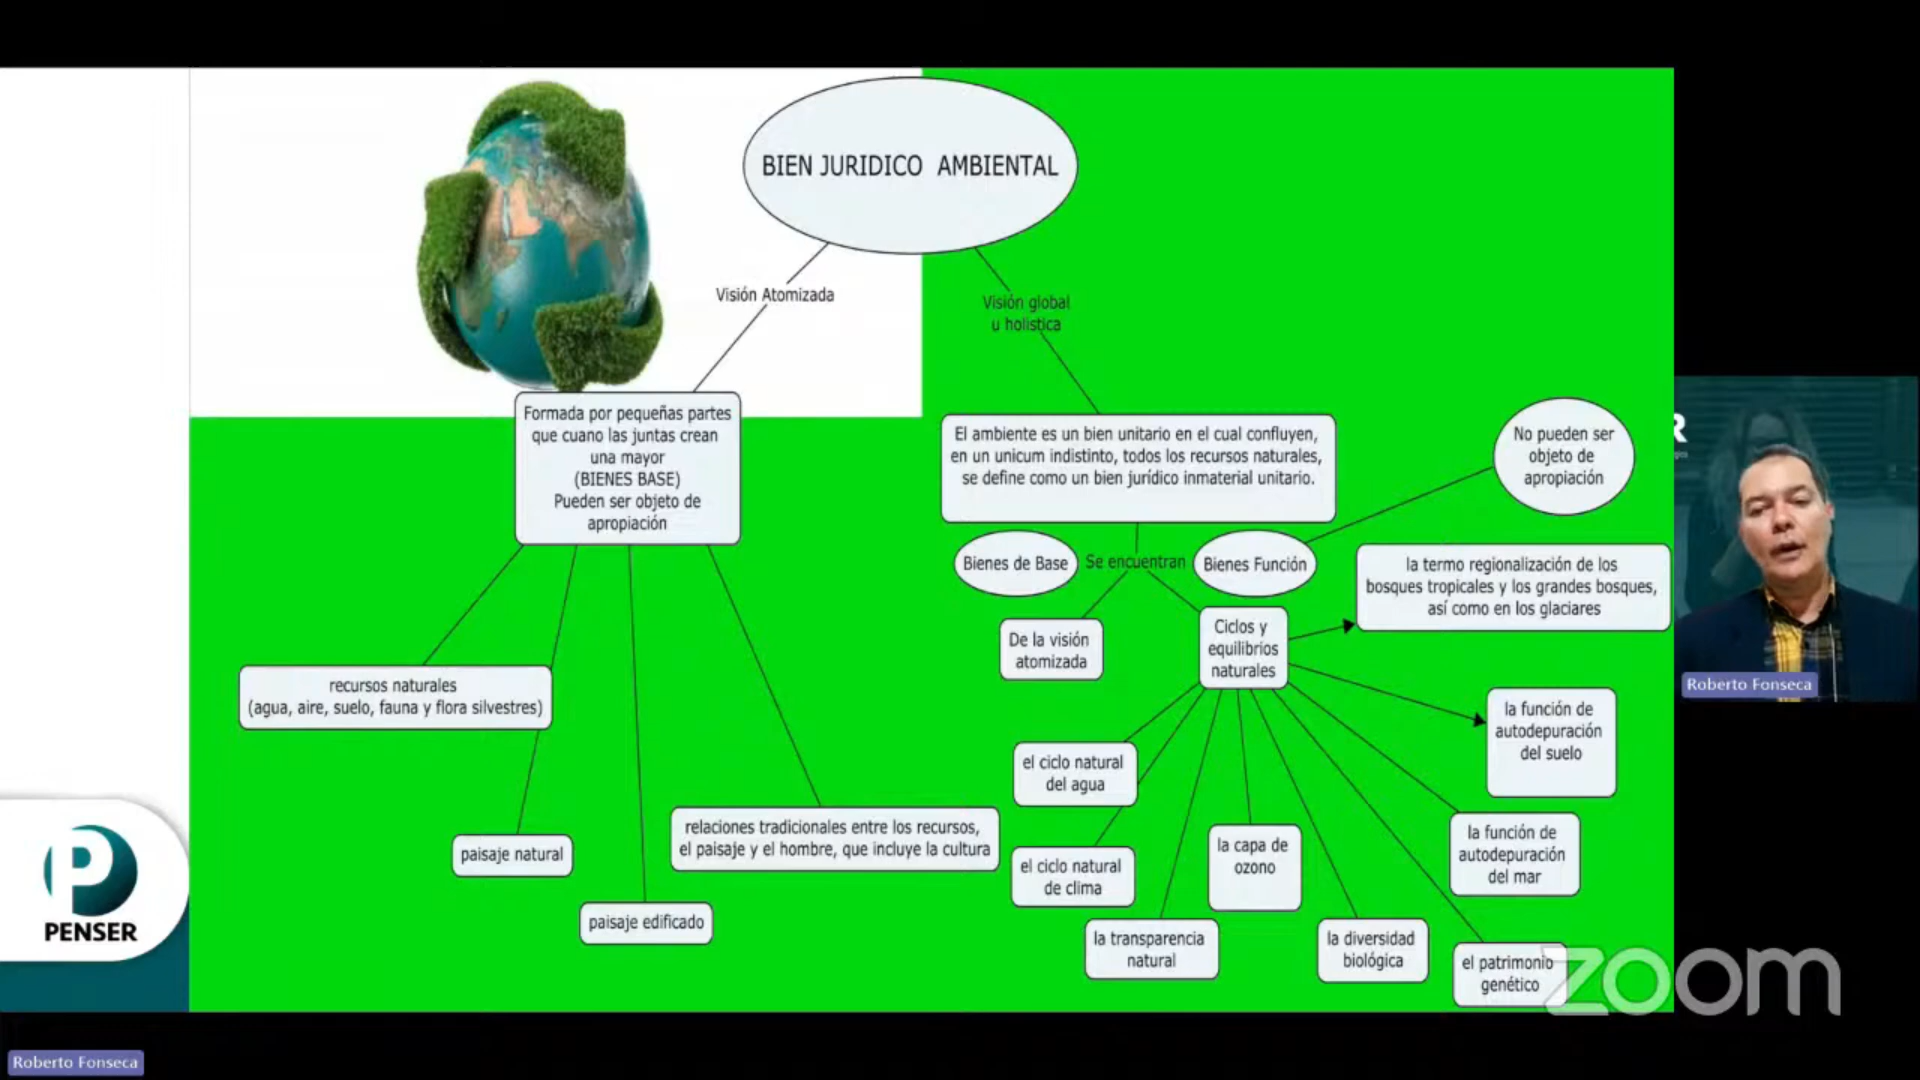 BIEN JURIDICO AMBIENTAL
Visión Atomizada
Visión global
u holistica
Formada por pequeñas partes
que cuano las juntas crean
una mayor
(BIENES BASE)
Pueden ser objeto de
apropiación
El ambiente es un bien unitario en el cual confluyen,
en un unicum indistinto, todos los recursos naturales,
se define como un bien jurídico inmaterial unitario.
No pueden ser
objeto de
apropiación
Bienes de Base
Se encuentran
Bienes Función
la termo regionalización de los
bosques tropicales y los grandes bosques,
así como en los glaciares
De la visión
atomizada
Ciclos y
equilibrios
naturales
recursos naturales
(agua, aire, suelo, fauna y flora silvestres)
la función de
autodepuración
del suelo
el ciclo natural
del agua
relaciones tradicionales entre los recursos,
el paisaje y el hombre, que incluye la cultura
paisaje natural
la capa de
ozono
la función de
autodepuración
del mar
el ciclo natural
de clima
paisaje edificado
la transparencia
natural
la diversidad
biológica
el patrimonio
genético
P
PENSER
R
Roberto Fonseca
zoom
Roberto Fonseca